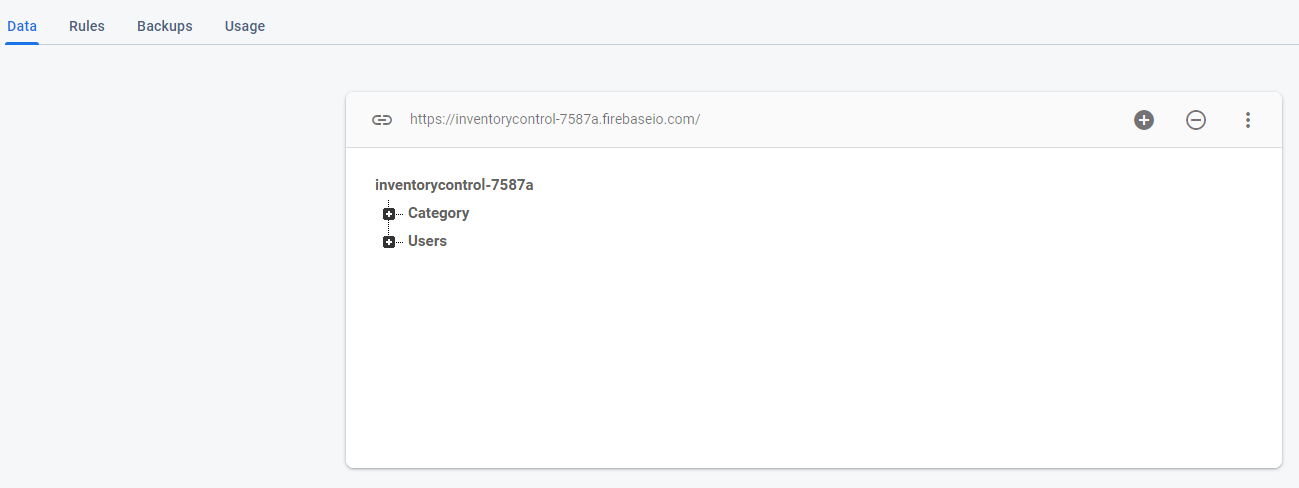 Data Rules Backups Usage
https://inventorycontrol-7587a.firebaseio.com/
inventorycontrol-7587a
Category
Users